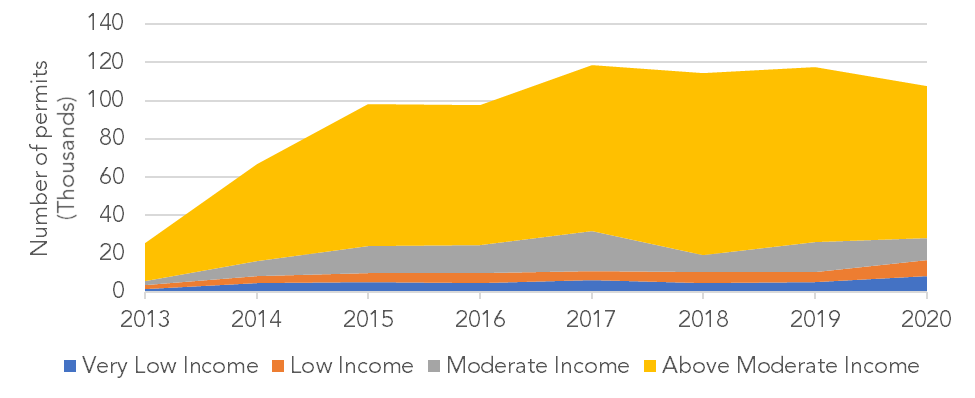 140
120
100
80
60
40
20
0
Number of permits
(Thousands)
2013 2014 2015 2016 2017 2018 2019 2020
Very Low Income Low Income Moderate Income Above Moderate Income